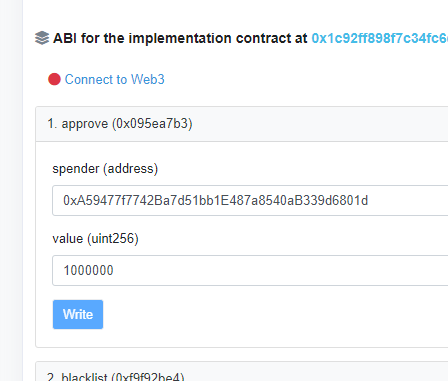 ABI for the implementation contract at 0x1c92ff898f7c34fc6
Connect to Web3
1. approve (0x095ea7b3)
spender (address)
0xA59477f7742Ba7d51bb1E487a8540aB339d6801d
value (uint256)
1000000
Write
2. blacklist (0xf9f92be4)